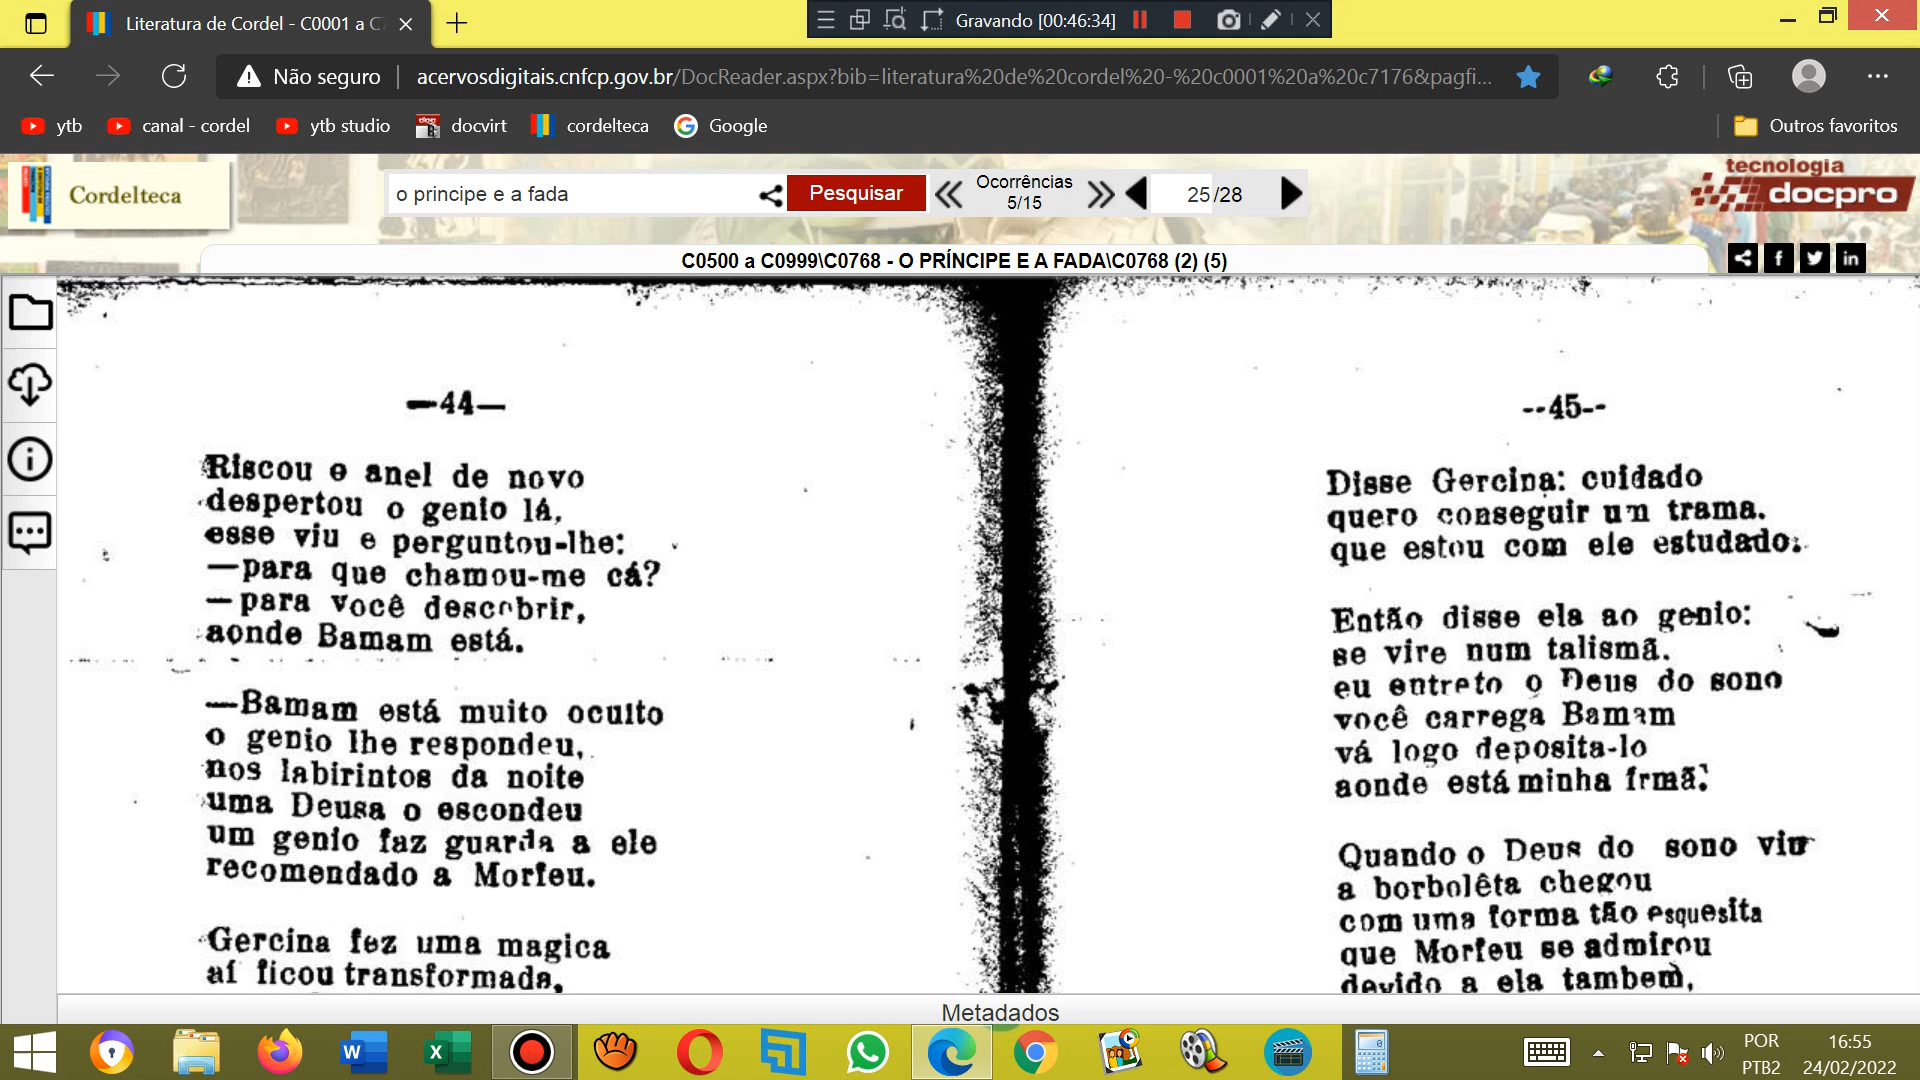 Literatura de Cordel - C0001 a C7
Gravando [00:46:34]
Não seguro
acervosdigitais.cnfcp.gov.br/DocReader.aspx?bib=literatura%20de%20cordel%20-%20c0001%20a%20c7176&pagfi...
ytb
canal - cordel
ytb studio
docvirt
cordelteca
Google
Outros favoritos
Cordelteca
o principe e a fada
Pesquisar
Ocorrências
5/15
25/28
tecnologia
docpro
C0500 a C0999\C0768 - O PRÍNCIPE E A FADA\C0768 (2) (5)
—44—
Riscou o anel de novo
despertou o genio lá,
esse viu e perguntou-lhe:
—para que chamou-me cá?
—para você descobrir,
aonde Bamam está.
—Bamam está muito oculto
o genio lhe respondeu,
nos labirintos da noite
uma Deusa o escondeu
um genio faz guarda a ele
recomendado a Morfeu.
Gercina fez uma magica
aí ficou transformada,
--45--
Disse Gercina: cuidado
quero conseguir um trama.
que estou com ele estudado.
Então disse ela ao genio:
se vire num talismã.
eu entreto o Deus do sono
você carrega Bamam
vá logo deposita-lo
aonde está minha frmã.
Quando o Deus do sono viu
a borbolêta chegou
com uma forma tão esquesita
que Morfeu se admirou
devido a ela tambem,
Metadados
POR
PTB2
16:55
24/02/2022